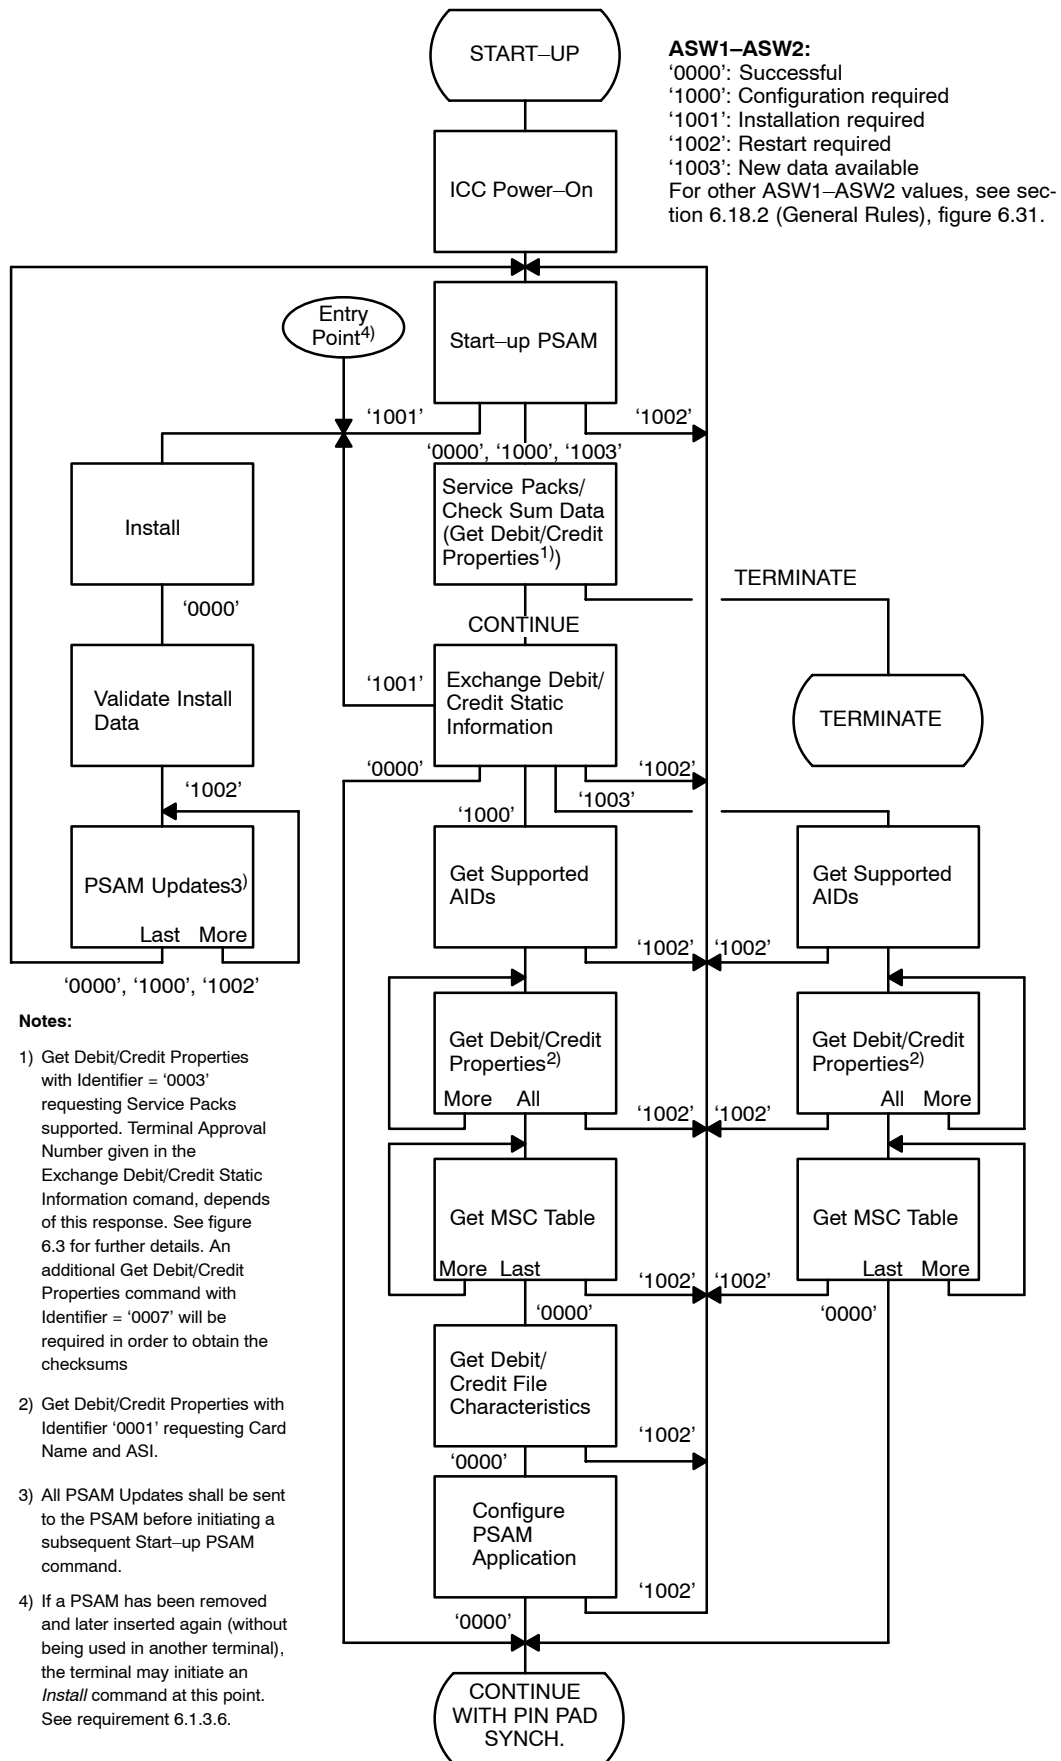 START–UP
ASW1–ASW2:
‘0000’: Successful
‘1000’: Configuration required
‘1001’: Installation required
‘1002’: Restart required
‘1003’: New data available
For other ASW1–ASW2 values, see sec-
tion 6.18.2 (General Rules), figure 6.31.
ICC Power–On
Entry
Point4)
Start–up PSAM
‘1001’
‘1002’
‘0000’, ‘1000’, ‘1003’
Install
Service Packs/
Check Sum Data
(Get Debit/Credit
Properties1))
TERMINATE
‘0000’
CONTINUE
Validate Install
Data
‘1001’
Exchange Debit/
Credit Static
Information
TERMINATE
‘1002’
‘0000’
‘1002’
‘1000’
‘1003’
PSAM Updates3)
Last More
‘0000’, ‘1000’, ‘1002’
Get Supported
AIDs
Get Supported
AIDs
‘1002’ ‘1002’
Get Debit/Credit
Properties2)
More All
Get Debit/Credit
Properties2)
All More
‘1002’ ‘1002’
Get MSC Table
More Last
Get MSC Table
Last More
‘1002’ ‘1002’
‘0000’
‘0000’
Get Debit/
Credit File
Characteristics
‘1002’
‘0000’
Configure
PSAM
Application
‘1002’
‘0000’
CONTINUE
WITH PIN PAD
SYNCH.
Notes:
1) Get Debit/Credit Properties
with Identifier = ‘0003’
requesting Service Packs
supported. Terminal Approval
Number given in the
Exchange Debit/Credit Static
Information comand, depends
of this response. See figure
6.3 for further details. An
additional Get Debit/Credit
Properties command with
Identifier = ‘0007’ will be
required in order to obtain the
checksums
2) Get Debit/Credit Properties with
Identifier ‘0001’ requesting Card
Name and ASI.
3) All PSAM Updates shall be sent
to the PSAM before initiating a
subsequent Start–up PSAM
command.
4) If a PSAM has been removed
and later inserted again (without
being used in another terminal),
the terminal may initiate an
Install command at this point.
See requirement 6.1.3.6.